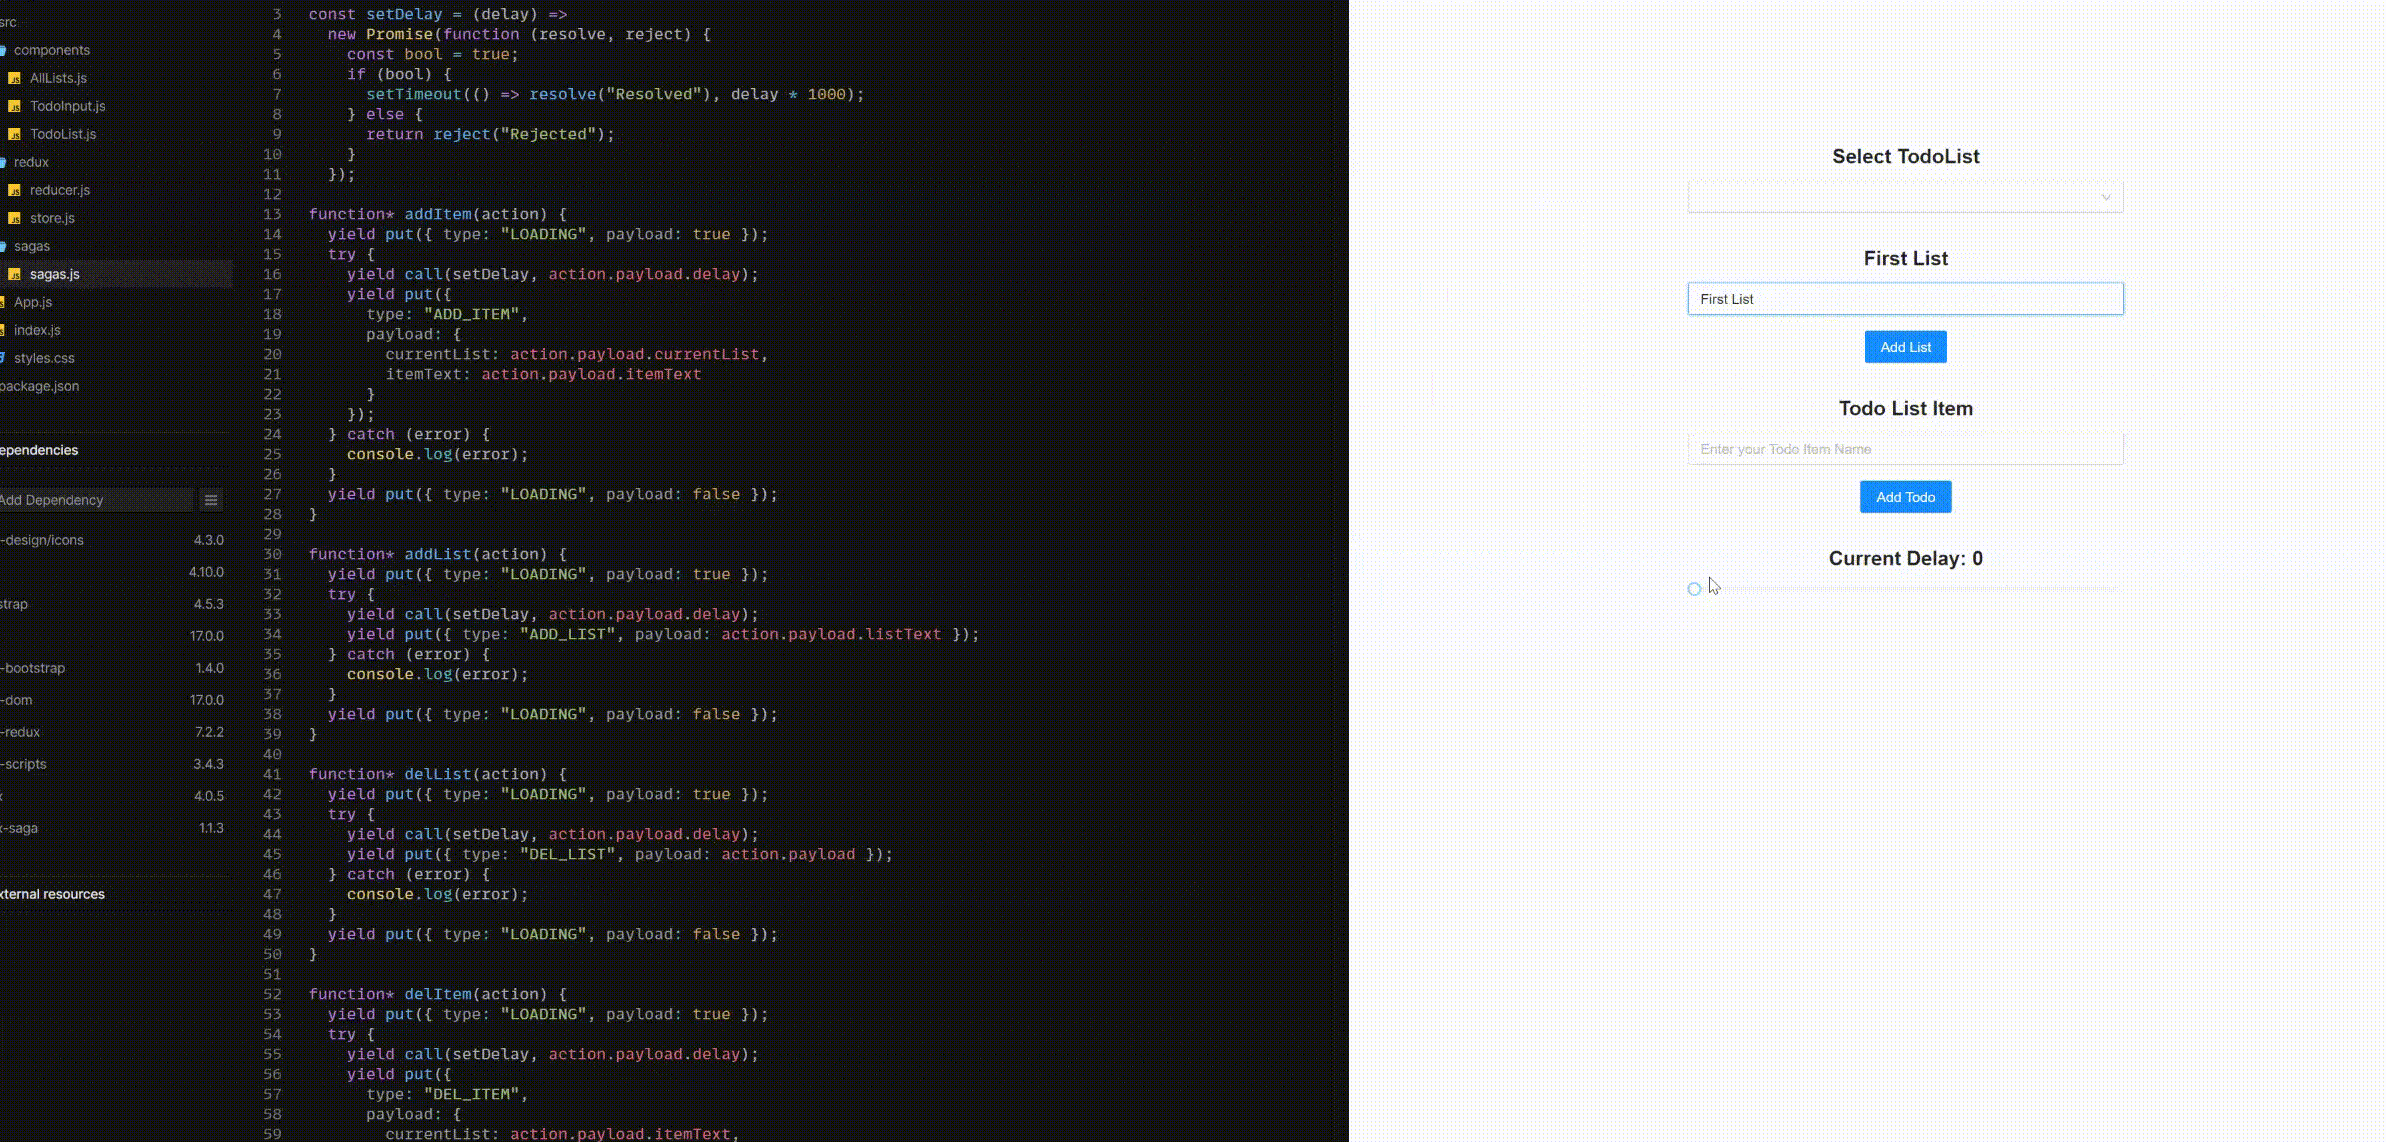 src
components
AllLists.js
TodoInput.js
TodoList.js
redux
reducer.js
store.js
sagas
sagas.js
App.js
index.js
styles.css
package.json
ependencies
Add Dependency
-design/icons 4.3.0
4.10.0
strap 4.5.3
17.0.0
-bootstrap 1.4.0
-dom 17.0.0
-redux 7.2.2
-scripts 3.4.3
x 4.0.5
x-saga 1.1.3
xternal resources
3 const setDelay = (delay) =>
4 new Promise(function (resolve, reject) {
5 const bool = true;
6 if (bool) {
7 setTimeout(() => resolve("Resolved"), delay * 1000);
8 } else {
9 return reject("Rejected");
10 }
11 });
12
13 function* addItem(action) {
14 yield put({ type: "LOADING", payload: true });
15 try {
16 yield call(setDelay, action.payload.delay);
17 yield put({
18 type: "ADD_ITEM",
19 payload: {
20 currentList: action.payload.currentList,
21 itemText: action.payload.itemText
22 }
23 });
24 } catch (error) {
25 console.log(error);
26 }
27 yield put({ type: "LOADING", payload: false });
28 }
29
30 function* addList(action) {
31 yield put({ type: "LOADING", payload: true });
32 try {
33 yield call(setDelay, action.payload.delay);
34 yield put({ type: "ADD_LIST", payload: action.payload.listText });
35 } catch (error) {
36 console.log(error);
37 }
38 yield put({ type: "LOADING", payload: false });
39 }
40
41 function* delList(action) {
42 yield put({ type: "LOADING", payload: true });
43 try {
44 yield call(setDelay, action.payload.delay);
45 yield put({ type: "DEL_LIST", payload: action.payload });
46 } catch (error) {
47 console.log(error);
48 }
49 yield put({ type: "LOADING", payload: false });
50 }
51
52 function* delItem(action) {
53 yield put({ type: "LOADING", payload: true });
54 try {
55 yield call(setDelay, action.payload.delay);
56 yield put({
57 type: "DEL_ITEM",
58 payload: {
59 currentList: action.payload.itemText,
Select TodoList
First List
First List
Add List
Todo List Item
Enter your Todo Item Name
Add Todo
Current Delay: 0